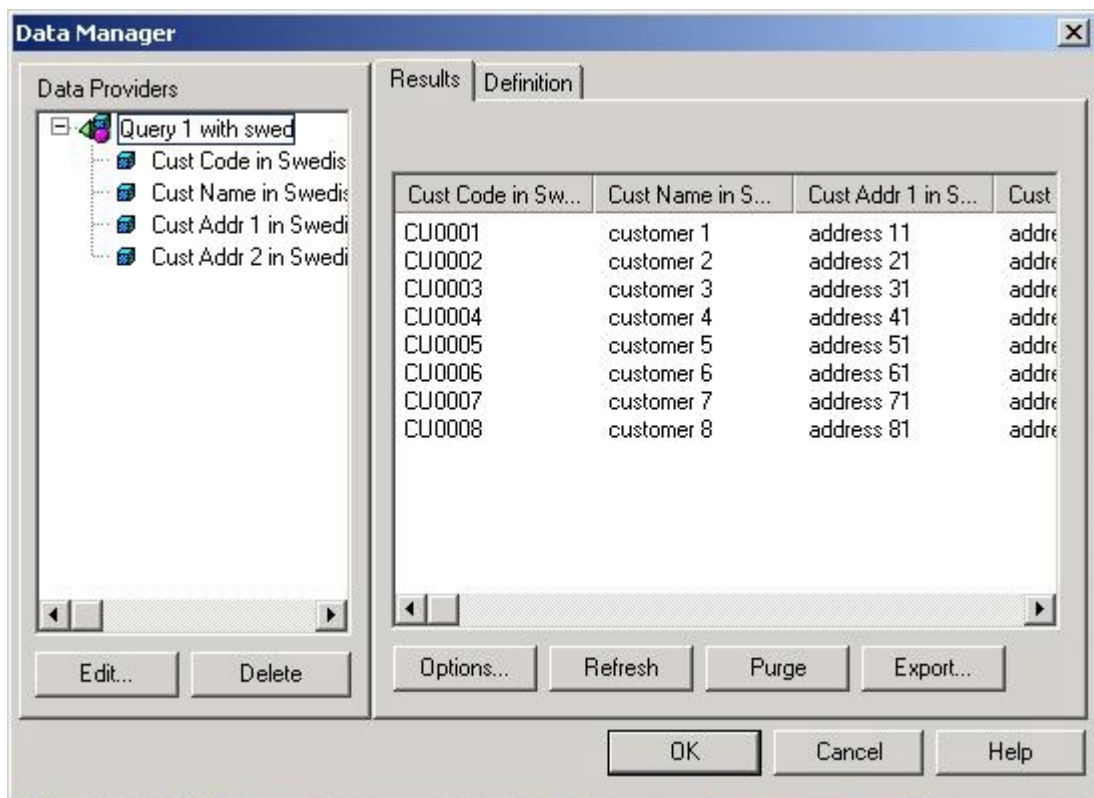 Data Manager
Data Providers
Query 1 with swed
Cust Code in Swedis
Cust Name in Swedis
Cust Addr 1 in Swedi
Cust Addr 2 in Swedi
Edit...
Delete
Results
Definition
Cust Code in Sw... Cust Name in S... Cust Addr 1 in S... Cust
CU0001 customer 1 address 11 addre
CU0002 customer 2 address 21 addre
CU0003 customer 3 address 31 addre
CU0004 customer 4 address 41 addre
CU0005 customer 5 address 51 addre
CU0006 customer 6 address 61 addre
CU0007 customer 7 address 71 addre
CU0008 customer 8 address 81 addre
Options... Refresh Purge Export...
OK Cancel Help